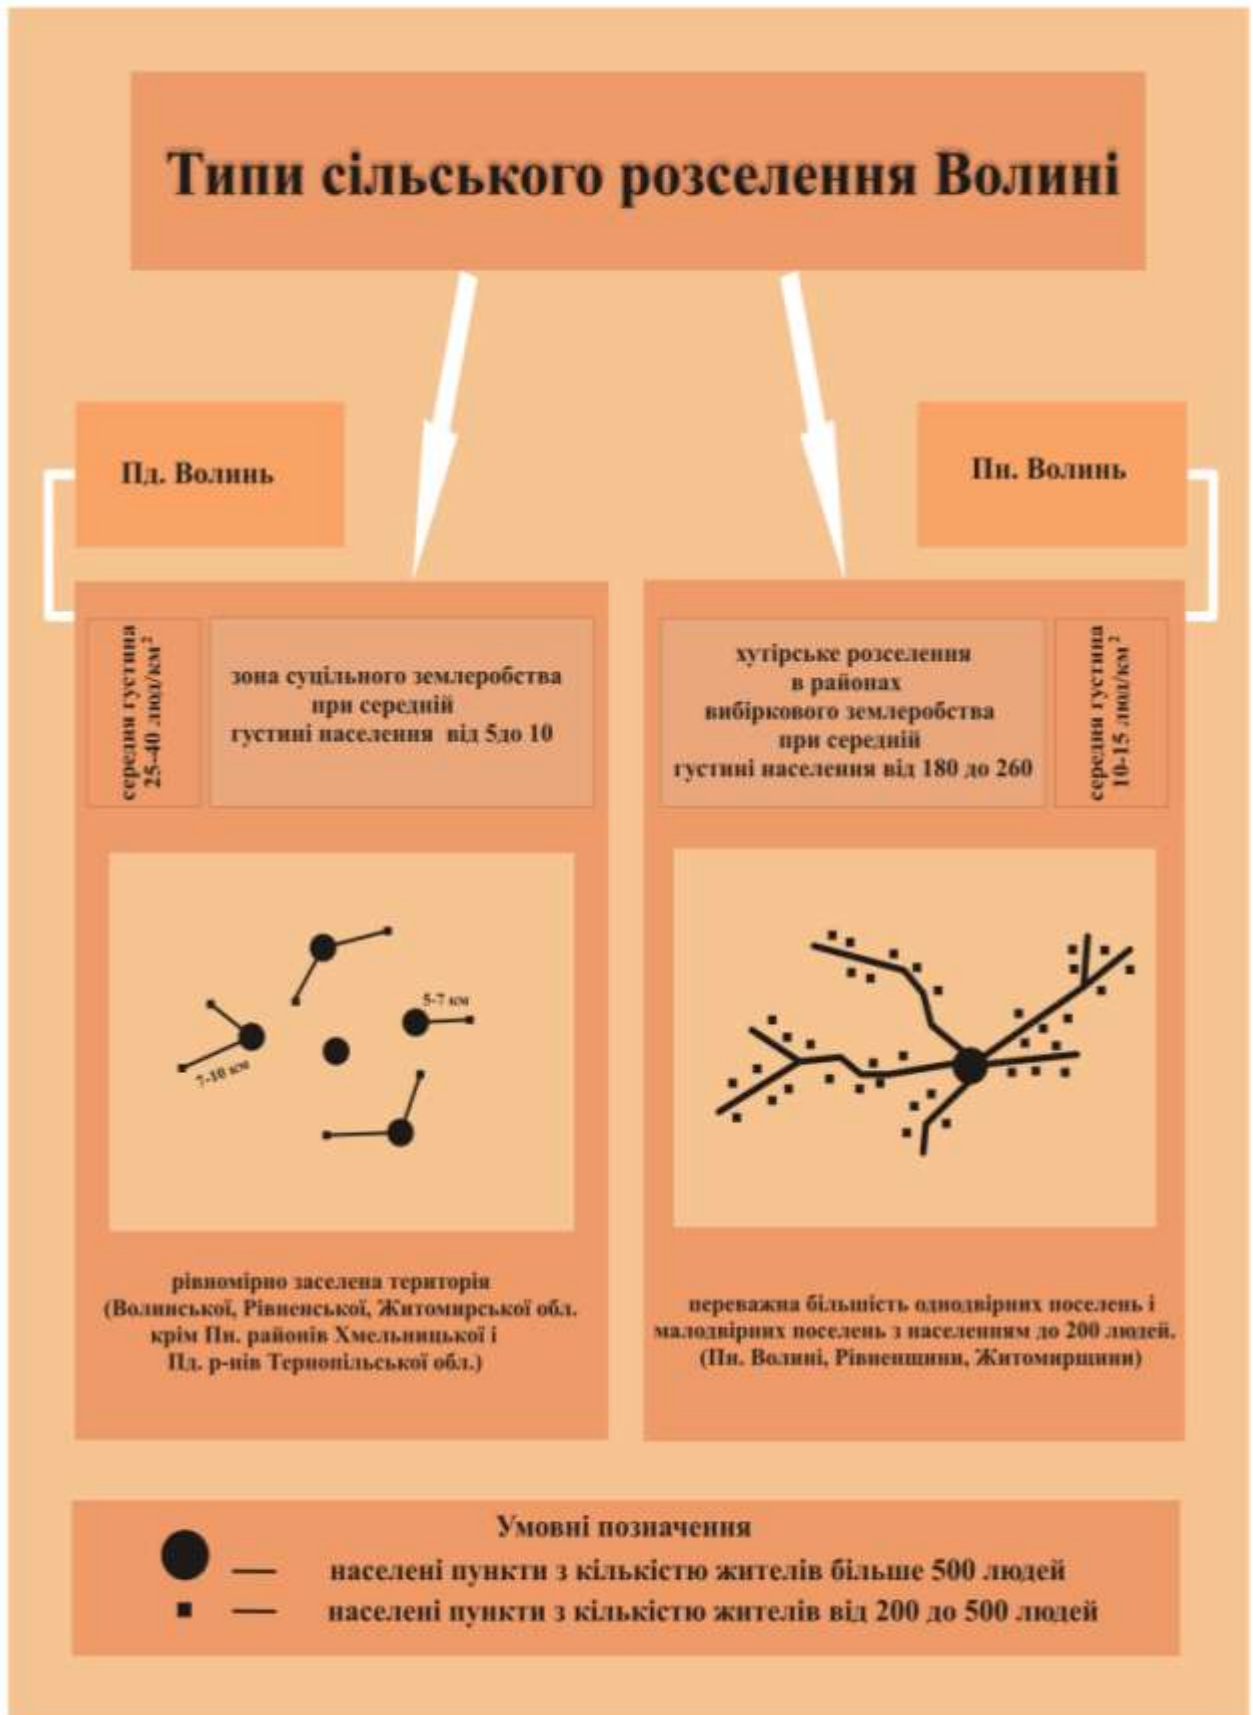 Типи сільського розселення Волині
Пд. Волинь
Пн. Волинь
середня густина
25-40 люд/км²
зона суцільного землеробства
при середній
густині населення від 5до 10
хутірське розселення
в районах
вибіркового землеробства
при середній
густині населення від 180 до 260
середня густина
10-15 люд/км²
5-7 км
7-10 км
рівномірно заселена територія
(Волинської, Рівненської, Житомирської обл.
крім Пн. районів Хмельницької і
Пд. р-нів Тернопільської обл.)
переважна більшість однодвірних поселень і
малодвірних поселень з населенням до 200 людей.
(Пн. Волині, Рівненщини, Житомирщини)
Умовні позначення
— населені пункти з кількістю жителів більше 500 людей
— населені пункти з кількістю жителів від 200 до 500 людей